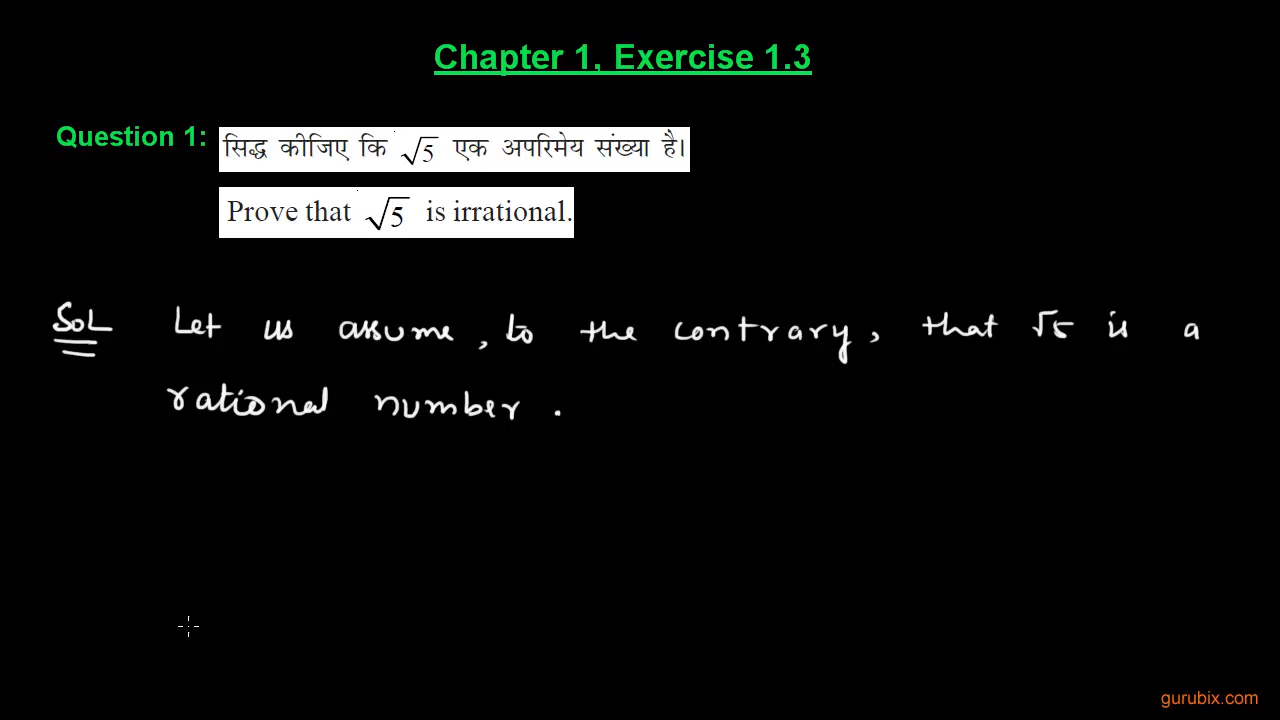 Chapter 1, Exercise 1.3
Question 1: सिद्ध कीजिए कि √5 एक अपरिमेय संख्या है।
Prove that √5 is irrational.
Sol Let us assume, to the contrary, that √5 is a
rational number.
gurubix.com